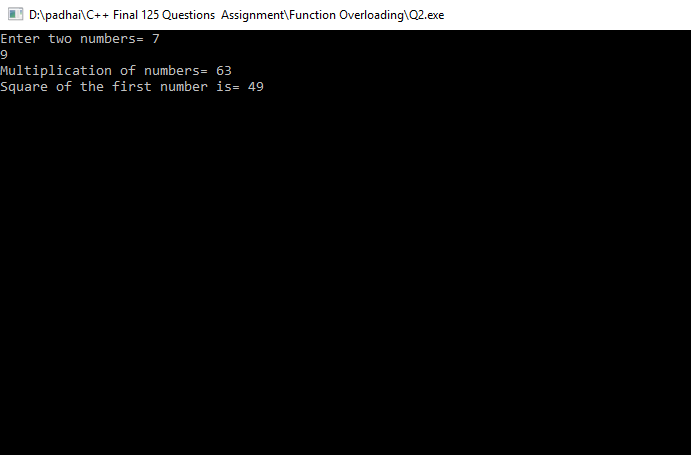 D:\padhai\C++ Final 125 Questions  Assignment\Function Overloading\Q2.exe
Enter two numbers= 7
9
Multiplication of numbers= 63
Square of the first number is= 49